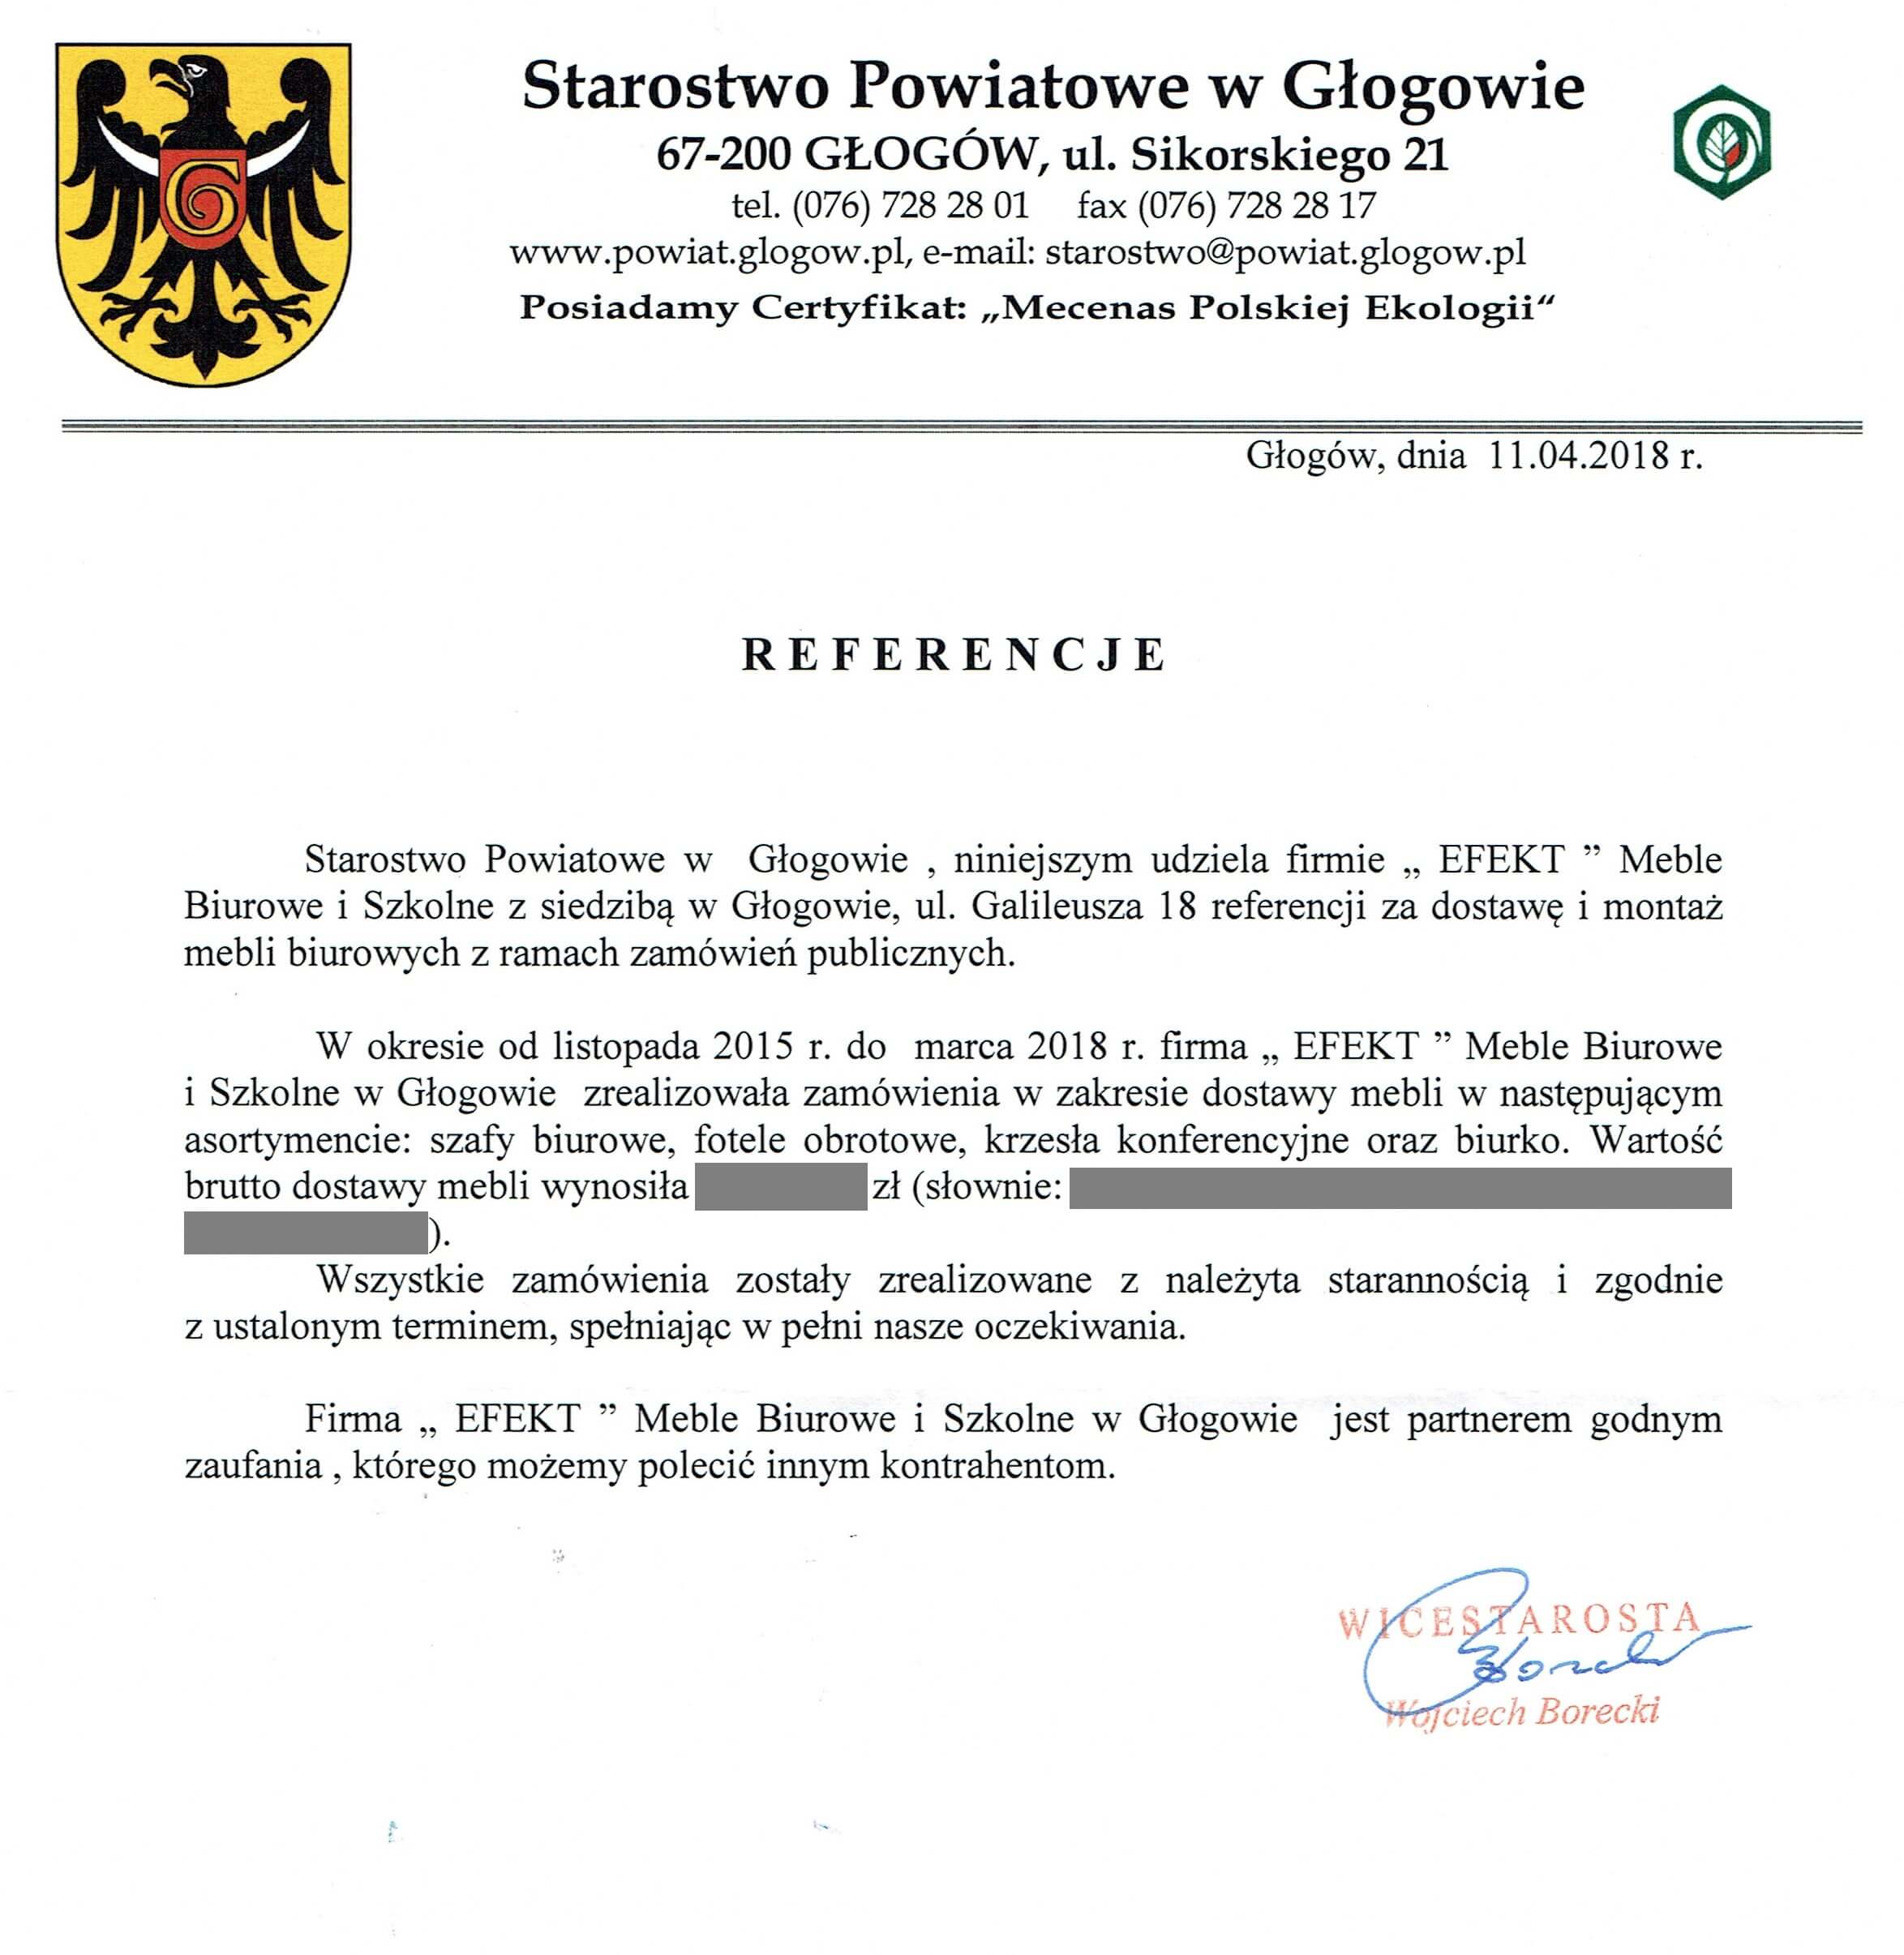 Starostwo Powiatowe w Głogowie
67-200 GŁOGÓW, ul. Sikorskiego 21
tel. (076) 728 28 01 fax (076) 728 28 17
www.powiat.glogow.pl, e-mail: starostwo@powiat.glogow.pl
Posiadamy Certyfikat: „Mecenas Polskiej Ekologii“
Głogów, dnia 11.04.2018 r.
REFERENCJE
Starostwo Powiatowe w Głogowie , niniejszym udziela firmie „ EFEKT ” Meble
Biurowe i Szkolne z siedzibą w Głogowie, ul. Galileusza 18 referencji za dostawę i montaż
mebli biurowych z ramach zamówień publicznych.
W okresie od listopada 2015 r. do marca 2018 r. firma „ EFEKT ” Meble Biurowe
i Szkolne w Głogowie zrealizowała zamówienia w zakresie dostawy mebli w następującym
asortymencie: szafy biurowe, fotele obrotowe, krzesła konferencyjne oraz biurko. Wartość
brutto dostawy mebli wynosiła zł (słownie:
).
Wszystkie zamówienia zostały zrealizowane z należyta starannością i zgodnie
z ustalonym terminem, spełniając w pełni nasze oczekiwania.
Firma „ EFEKT ” Meble Biurowe i Szkolne w Głogowie jest partnerem godnym
zaufania , którego możemy polecić innym kontrahentom.
WICESTAROSTA
Wojciech Borecki